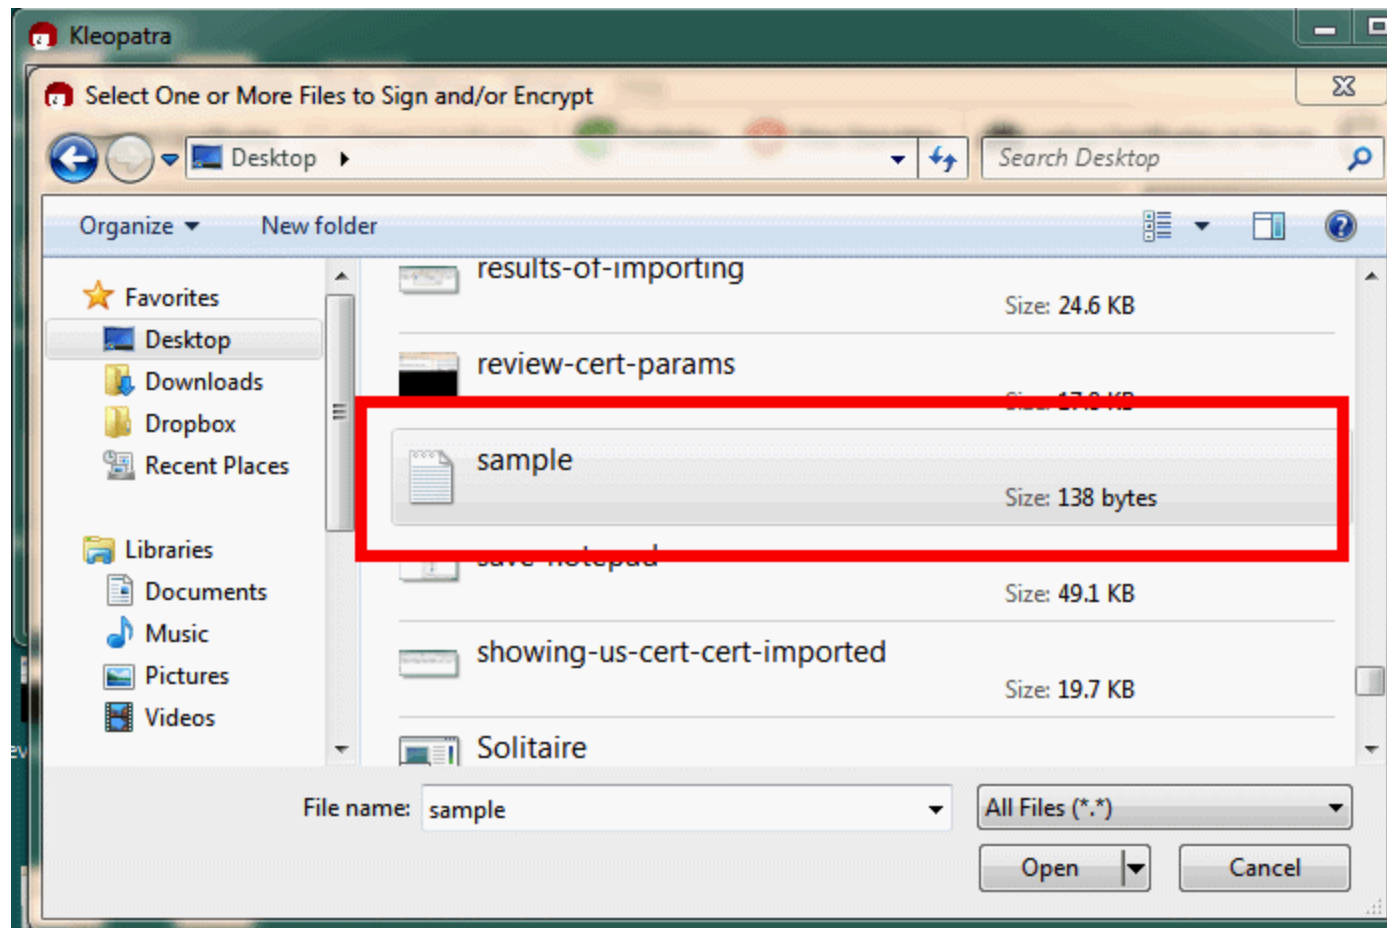 Kleopatra
Select One or More Files to Sign and/or Encrypt
Desktop
Search Desktop
Organize
New folder
Favorites
Desktop
Downloads
Dropbox
Recent Places
Libraries
Documents
Music
Pictures
Videos
results-of-importing
Size: 24.6 KB
review-cert-params
sample
Size: 138 bytes
save-notepad
Size: 49.1 KB
showing-us-cert-cert-imported
Size: 19.7 KB
Solitaire
File name: sample
All Files (*.*)
Open
Cancel